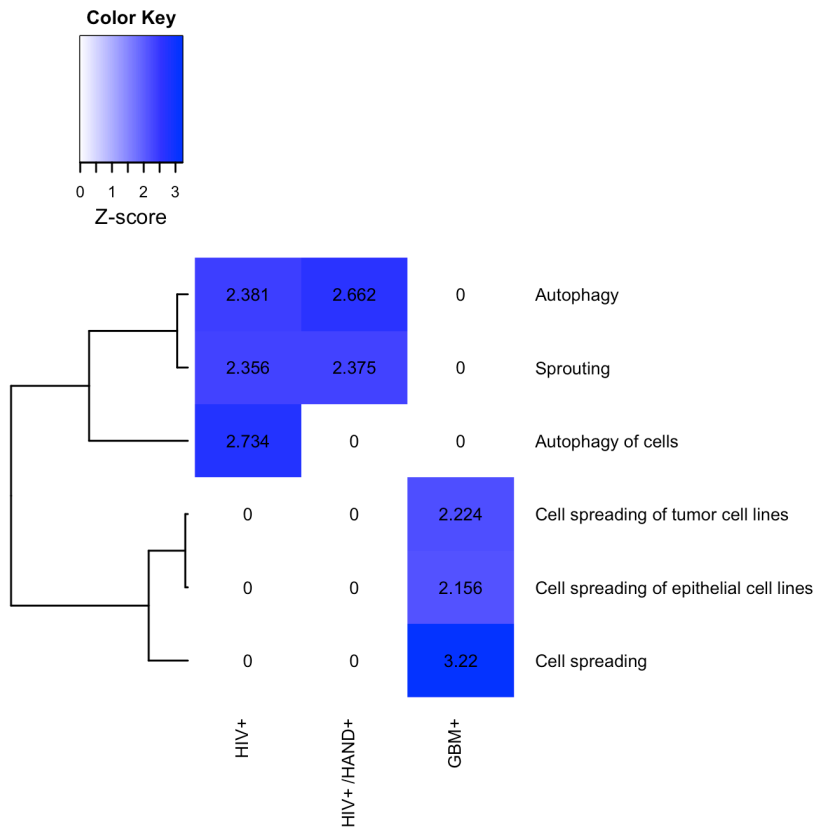 Color Key
0 1 2 3
Z-score
2.381 2.662 0 Autophagy
2.356 2.375 0 Sprouting
2.734 0 0 Autophagy of cells
0 0 2.224 Cell spreading of tumor cell lines
0 0 2.156 Cell spreading of epithelial cell lines
0 0 3.22 Cell spreading
HIV+
HIV+ /HAND+
GBM+